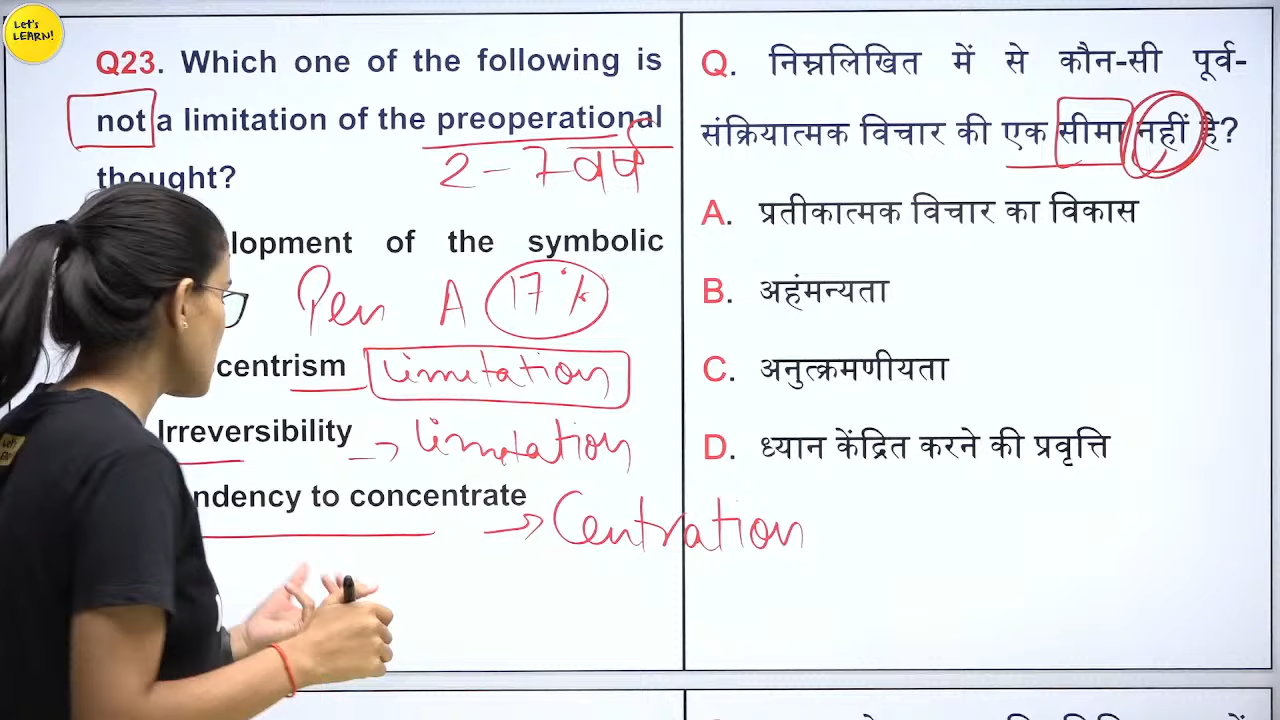 Let's
LEARN!
Q23. Which one of the following is
not a limitation of the preoperational
thought?
2-7 वर्ष
lopment of the symbolic
Pen A 17%
centrism limitation
Irreversibility → limitation
ndency to concentrate
→ Centration
Q. निम्नलिखित में से कौन-सी पूर्व-
संक्रियात्मक विचार की एक सीमा नहीं है?
A. प्रतीकात्मक विचार का विकास
B. अहंमन्यता
C. अनुत्क्रमणीयता
D. ध्यान केंद्रित करने की प्रवृत्ति